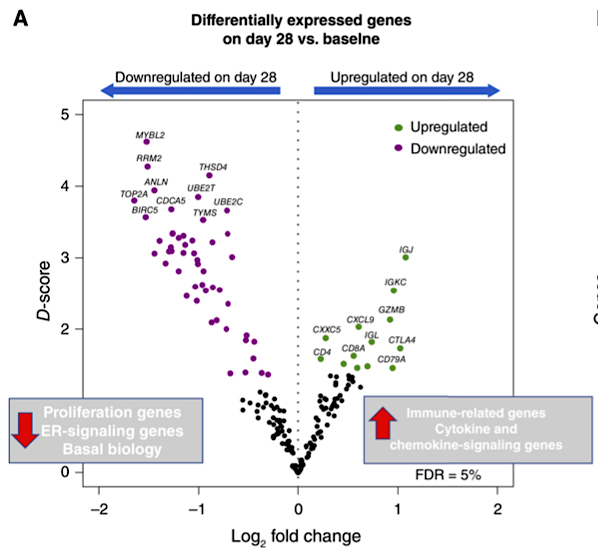 A
Differentially expressed genes
on day 28 vs. baselne
Downregulated on day 28
Upregulated on day 28
Upregulated
Downregulated
MYBL2
RRM2
THSD4
ANLN
UBE2T
TOP2A
CDCA5
UBE2C
BIRC5
TYMS
IGJ
IGKC
GZMB
CXCL9
CXXC5
IGL
CTLA4
CD4
CD8A
CD79A
5
4
3
2
0
D-score
Proliferation genes
ER-signaling genes
Basal biology
Immune-related genes
Cytokine and
chemokine-signaling genes
FDR = 5%
−2
−1
0
1
2
Log2 fold change